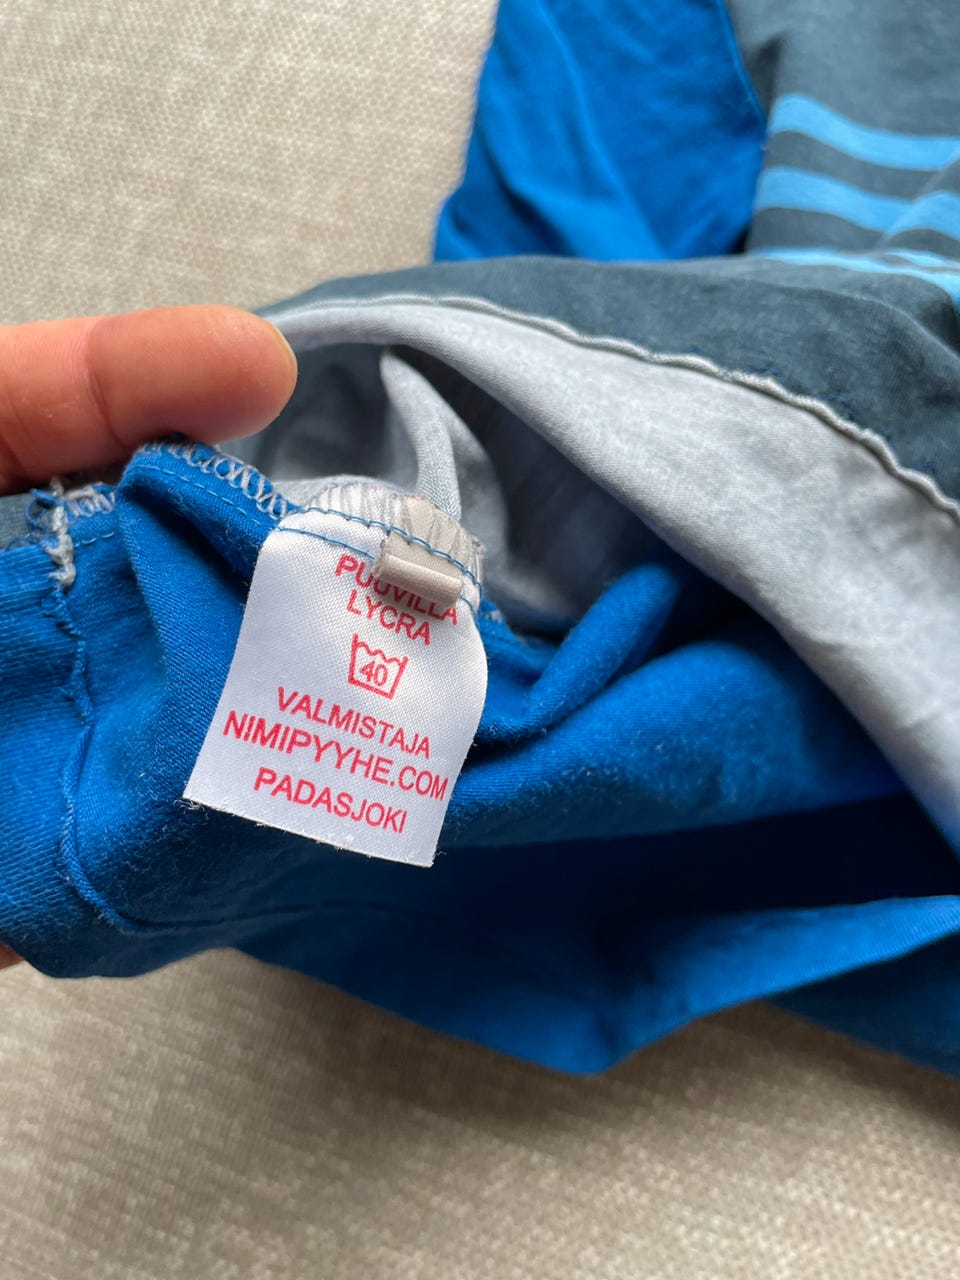 PUUVILLA
LYCRA
40
VALMISTAJA
NIMIPYYHE.COM
PADASJOKI